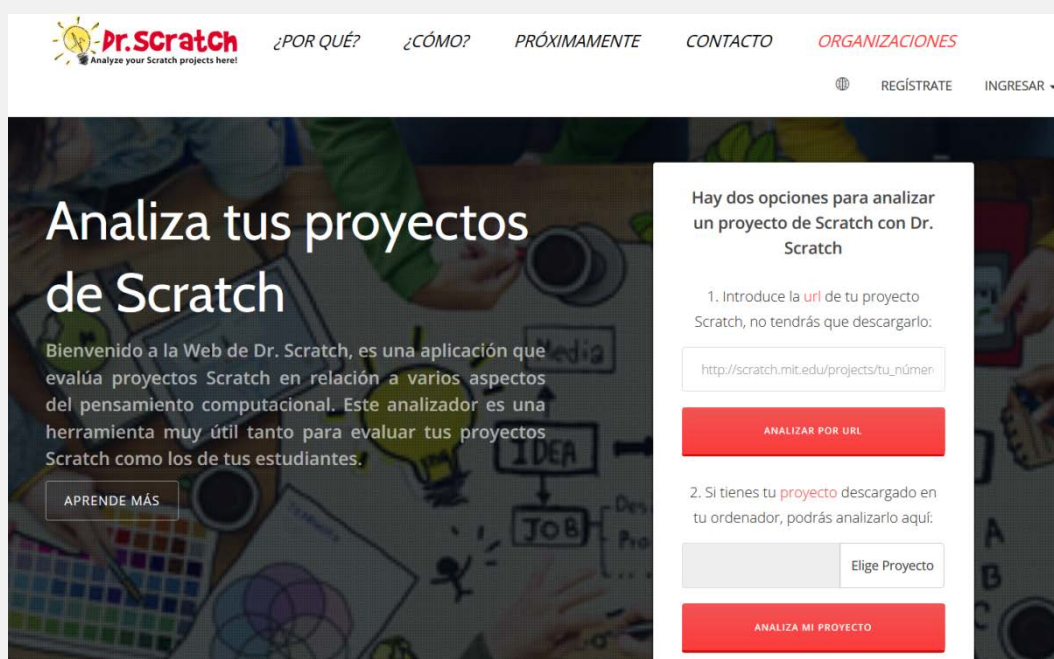 Dr.Scratch
Analyze your Scratch projects here!
¿POR QUÉ?
¿CÓMO?
PRÓXIMAMENTE
CONTACTO
ORGANIZACIONES
REGÍSTRATE
INGRESAR
Analiza tus proyectos
de Scratch
Bienvenido a la Web de Dr. Scratch, es una aplicación que
evalúa proyectos Scratch en relación a varios aspectos
del pensamiento computacional. Este analizador es una
herramienta muy útil tanto para evaluar tus proyectos
Scratch como los de tus estudiantes.
APRENDE MÁS
Hay dos opciones para analizar
un proyecto de Scratch con Dr.
Scratch
1. Introduce la url de tu proyecto
Scratch, no tendrás que descargarlo:
http://scratch.mit.edu/projects/tu_númer
ANALIZAR POR URL
2. Si tienes tu proyecto descargado en
tu ordenador, podrás analizarlo aquí:
Elige Proyecto
ANALIZA MI PROYECTO
Media
IDEA
JOB
Des
Pro
A
B
C